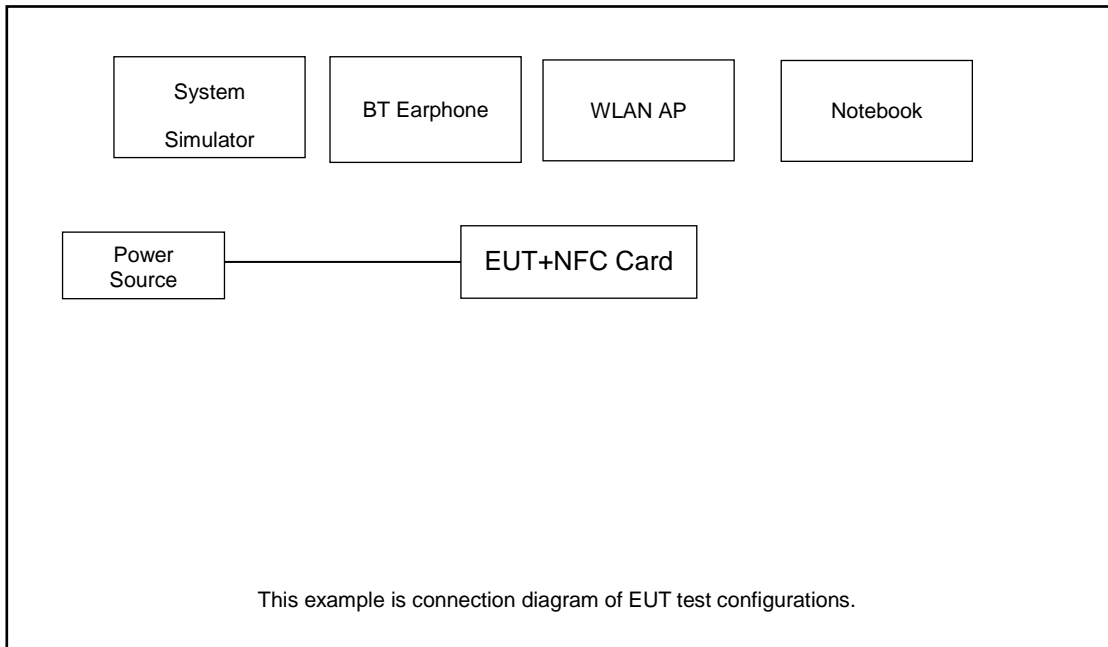 System
Simulator
BT Earphone
WLAN AP
Notebook
Power
Source
EUT+NFC Card
This example is connection diagram of EUT test configurations.